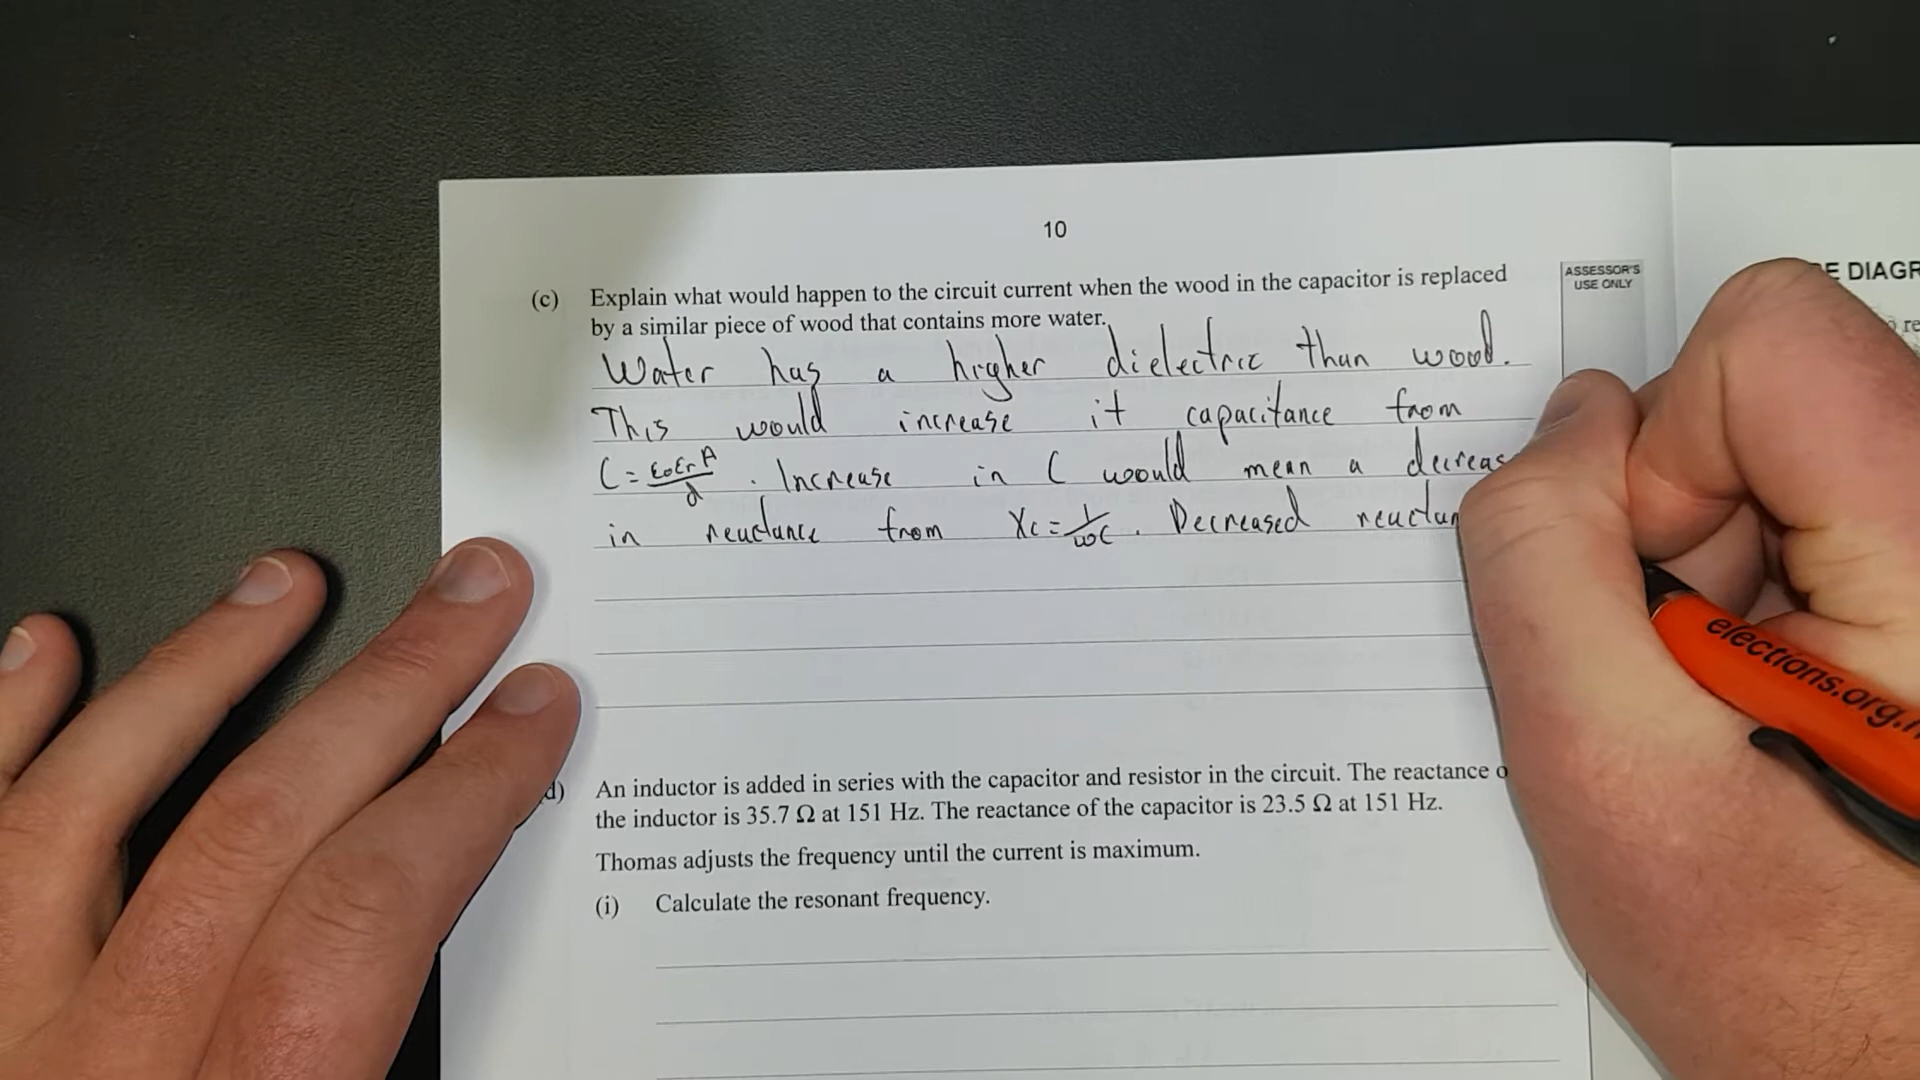 10
ASSESSOR'S
USE ONLY
E DIAGR
(c) Explain what would happen to the circuit current when the wood in the capacitor is replaced
by a similar piece of wood that contains more water.
Water has a higher dielectric than wood.
This would increase it capacitance from
C = ε₀εᵣA/d . Increase in C would mean a decreas
in reactance from Xc = 1/ωC . Decreased reactan
d) An inductor is added in series with the capacitor and resistor in the circuit. The reactance o
the inductor is 35.7 Ω at 151 Hz. The reactance of the capacitor is 23.5 Ω at 151 Hz.
Thomas adjusts the frequency until the current is maximum.
(i) Calculate the resonant frequency.
elections.org.n